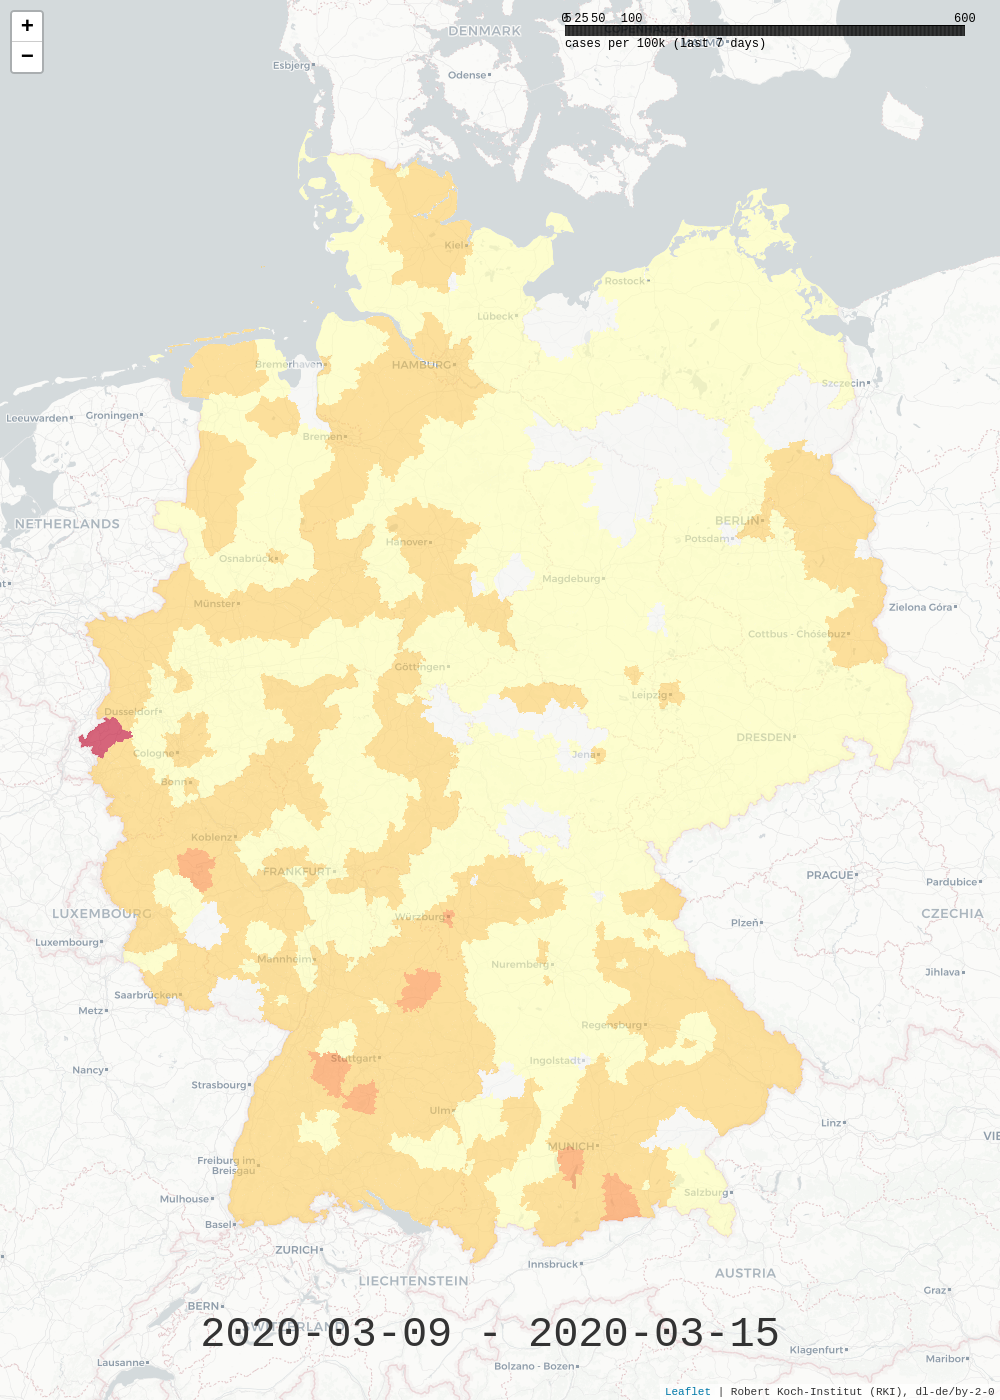 +
−
0 5 25 50 100 600
cases per 100k (last 7 days)
DENMARK
Esbjerg
Odense
Kiel
Rostock
Lübeck
Bremerhaven
HAMBURG
Szczecin
Leeuwarden
Groningen
Bremen
NETHERLANDS
BERLIN
Potsdam
Hanover
Osnabrück
Magdeburg
Münster
Zielona Góra
Cottbus - Chóśebuz
Göttingen
Leipzig
Dusseldorf
DRESDEN
Cologne
Jena
Bonn
Koblenz
FRANKFURT
PRAGUE
Pardubice
LUXEMBOURG
Würzburg
Plzeň
CZECHIA
Luxembourg
Mannheim
Nuremberg
Jihlava
Saarbrücken
Metz
Regensburg
Stuttgart
Ingolstadt
Nancy
Strasbourg
Ulm
Linz
VIE
MUNICH
Freiburg im
Breisgau
Mulhouse
Salzburg
Basel
ZURICH
Innsbruck
LIECHTENSTEIN
AUSTRIA
Graz
BERN
SWITZERLAND
2020-03-09 - 2020-03-15
Klagenfurt
Lausanne
Bolzano - Bozen
Maribor
Leaflet | Robert Koch-Institut (RKI), dl-de/by-2-0